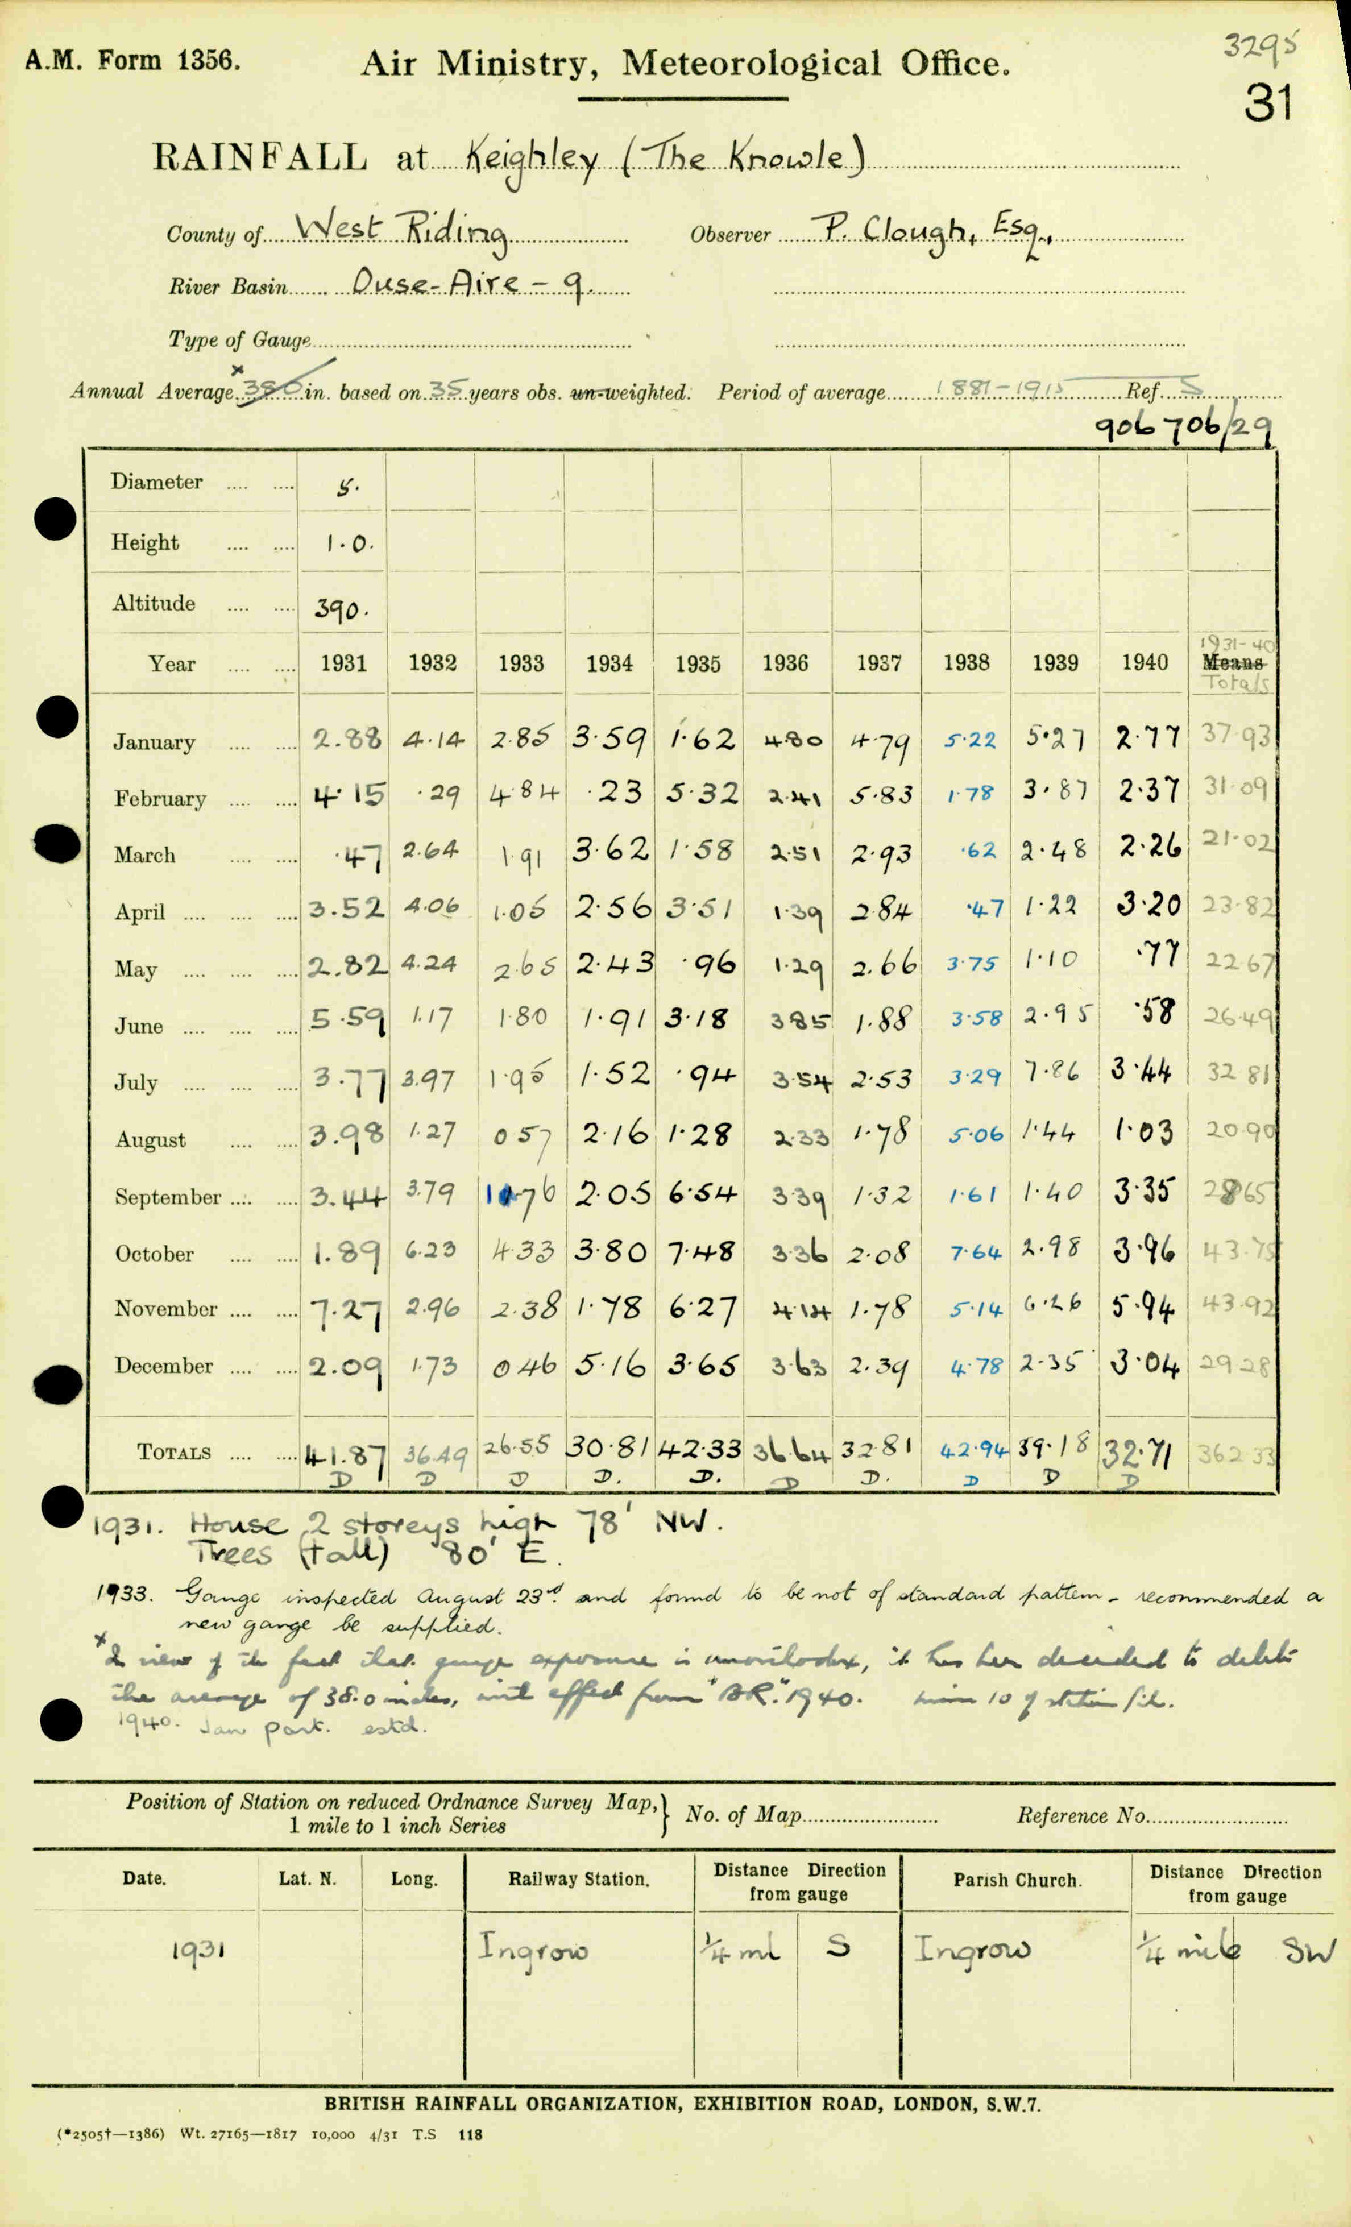 3295
A.M. Form 1356. Air Ministry, Meteorological Office.
31
RAINFALL at Keighley (The Knowle)
County of West Riding Observer P. Clough, Esq.,
River Basin Ouse-Aire - 9.
Type of Gauge
Annual Average x 38.0 in. based on 35 years obs. un-weighted. Period of average 1881-1915 Ref. S
906706/29
Diameter 5.
Height 1.0.
Altitude 390.
1931-40
Year 1931 1932 1933 1934 1935 1936 1937 1938 1939 1940 Means
Totals
January 2.88 4.14 2.85 3.59 1.62 4.80 4.79 5.22 5.27 2.77 37.93
February 4.15 .29 4.84 .23 5.32 2.41 5.83 1.78 3.87 2.37 31.09
March .47 2.64 1.91 3.62 1.58 2.51 2.93 .62 2.48 2.26 21.02
April 3.52 4.06 1.05 2.56 3.51 1.39 2.84 .47 1.22 3.20 23.82
May 2.82 4.24 2.65 2.43 .96 1.29 2.66 3.75 1.10 .77 22.67
June 5.59 1.17 1.80 1.91 3.18 3.85 1.88 3.58 2.95 .58 26.49
July 3.77 3.97 1.95 1.52 .94 3.54 2.53 3.29 7.86 3.44 32.81
August 3.98 1.27 0.57 2.16 1.28 2.33 1.78 5.06 1.44 1.03 20.90
September 3.44 3.79 1.76 2.05 6.54 3.39 1.32 1.61 1.40 3.35 28.65
October 1.89 6.23 4.33 3.80 7.48 3.36 2.08 7.64 2.98 3.96 43.75
November 7.27 2.96 2.38 1.78 6.27 4.14 1.78 5.14 6.26 5.94 43.92
December 2.09 1.73 0.46 5.16 3.65 3.63 2.39 4.78 2.35 3.04 29.28
TOTALS 41.87 36.49 26.55 30.81 42.33 36.64 32.81 42.94 39.18 32.71 362.33
D D D D. D. D D. D D D
1931. House 2 storeys high 78' NW.
Trees (tall) 80' E.
1933. Gauge inspected August 23rd and found to be not of standard pattern - recommended a
new gauge be supplied.
x In view of the fact that gauge exposure is unorthodox, it has been decided to delete
the average of 38.0 inches, with effect from "B.R." 1940. 10 of station file.
1940. Jan part. estd.
Position of Station on reduced Ordnance Survey Map, } No. of Map Reference No.
1 mile to 1 inch Series
Date. Lat. N. Long. Railway Station. Distance Direction from gauge Parish Church. Distance Direction from gauge
1931 Ingrow ¼ ml S Ingrow ¼ mile SW
BRITISH RAINFALL ORGANIZATION, EXHIBITION ROAD, LONDON, S.W.7.
(*2505†—1386) Wt. 27165—1817 10,000 4/31 T.S 118